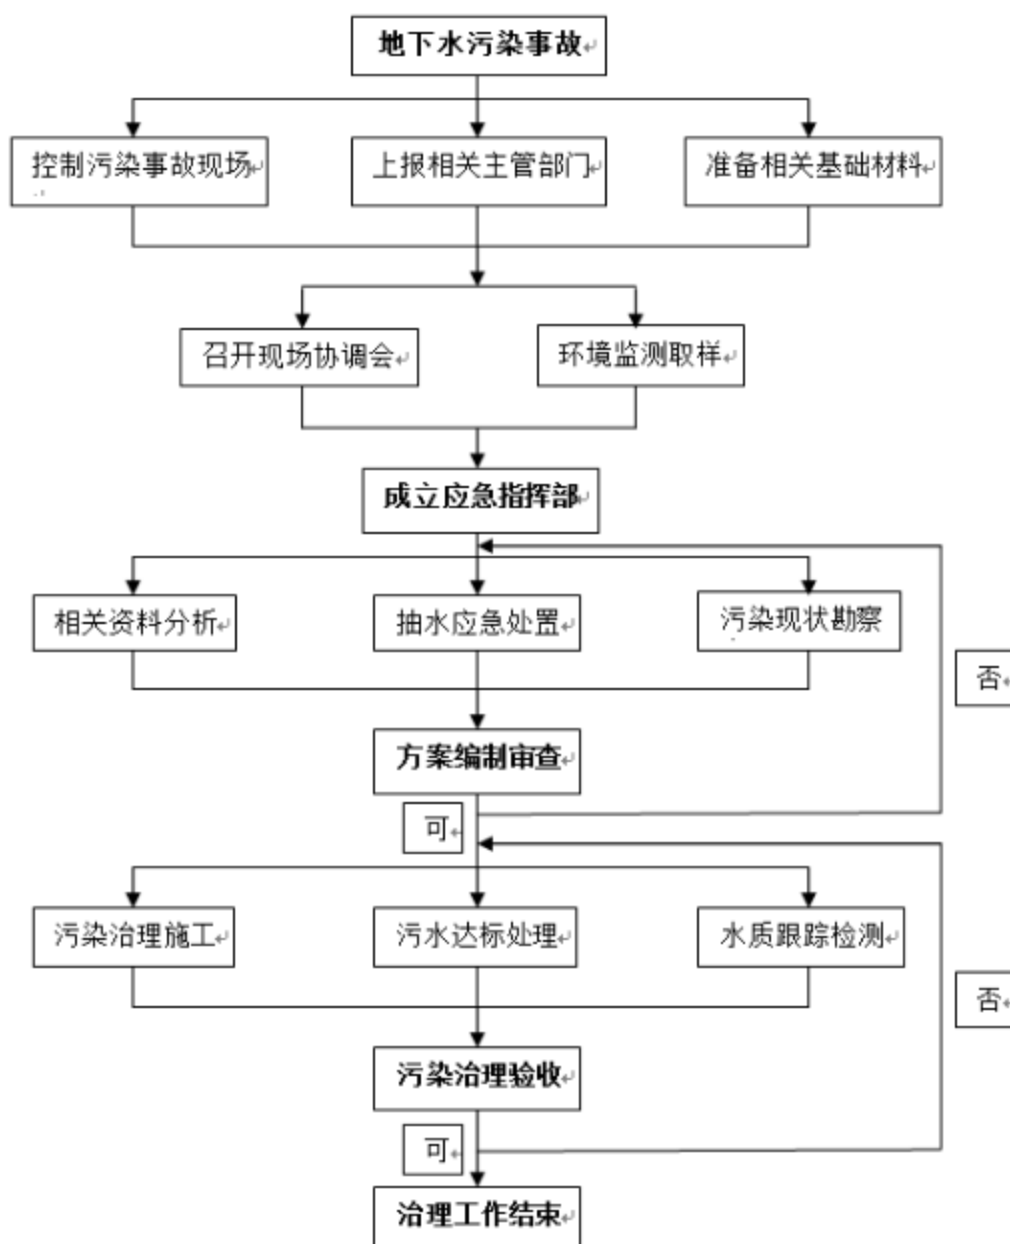 地下水污染事故
控制污染事故现场
上报相关主管部门
准备相关基础材料
召开现场协调会
环境监测取样
成立应急指挥部
相关资料分析
抽水应急处置
污染现状勘察
否
方案编制审查
可
污染治理施工
污水达标处理
水质跟踪检测
否
污染治理验收
可
治理工作结束